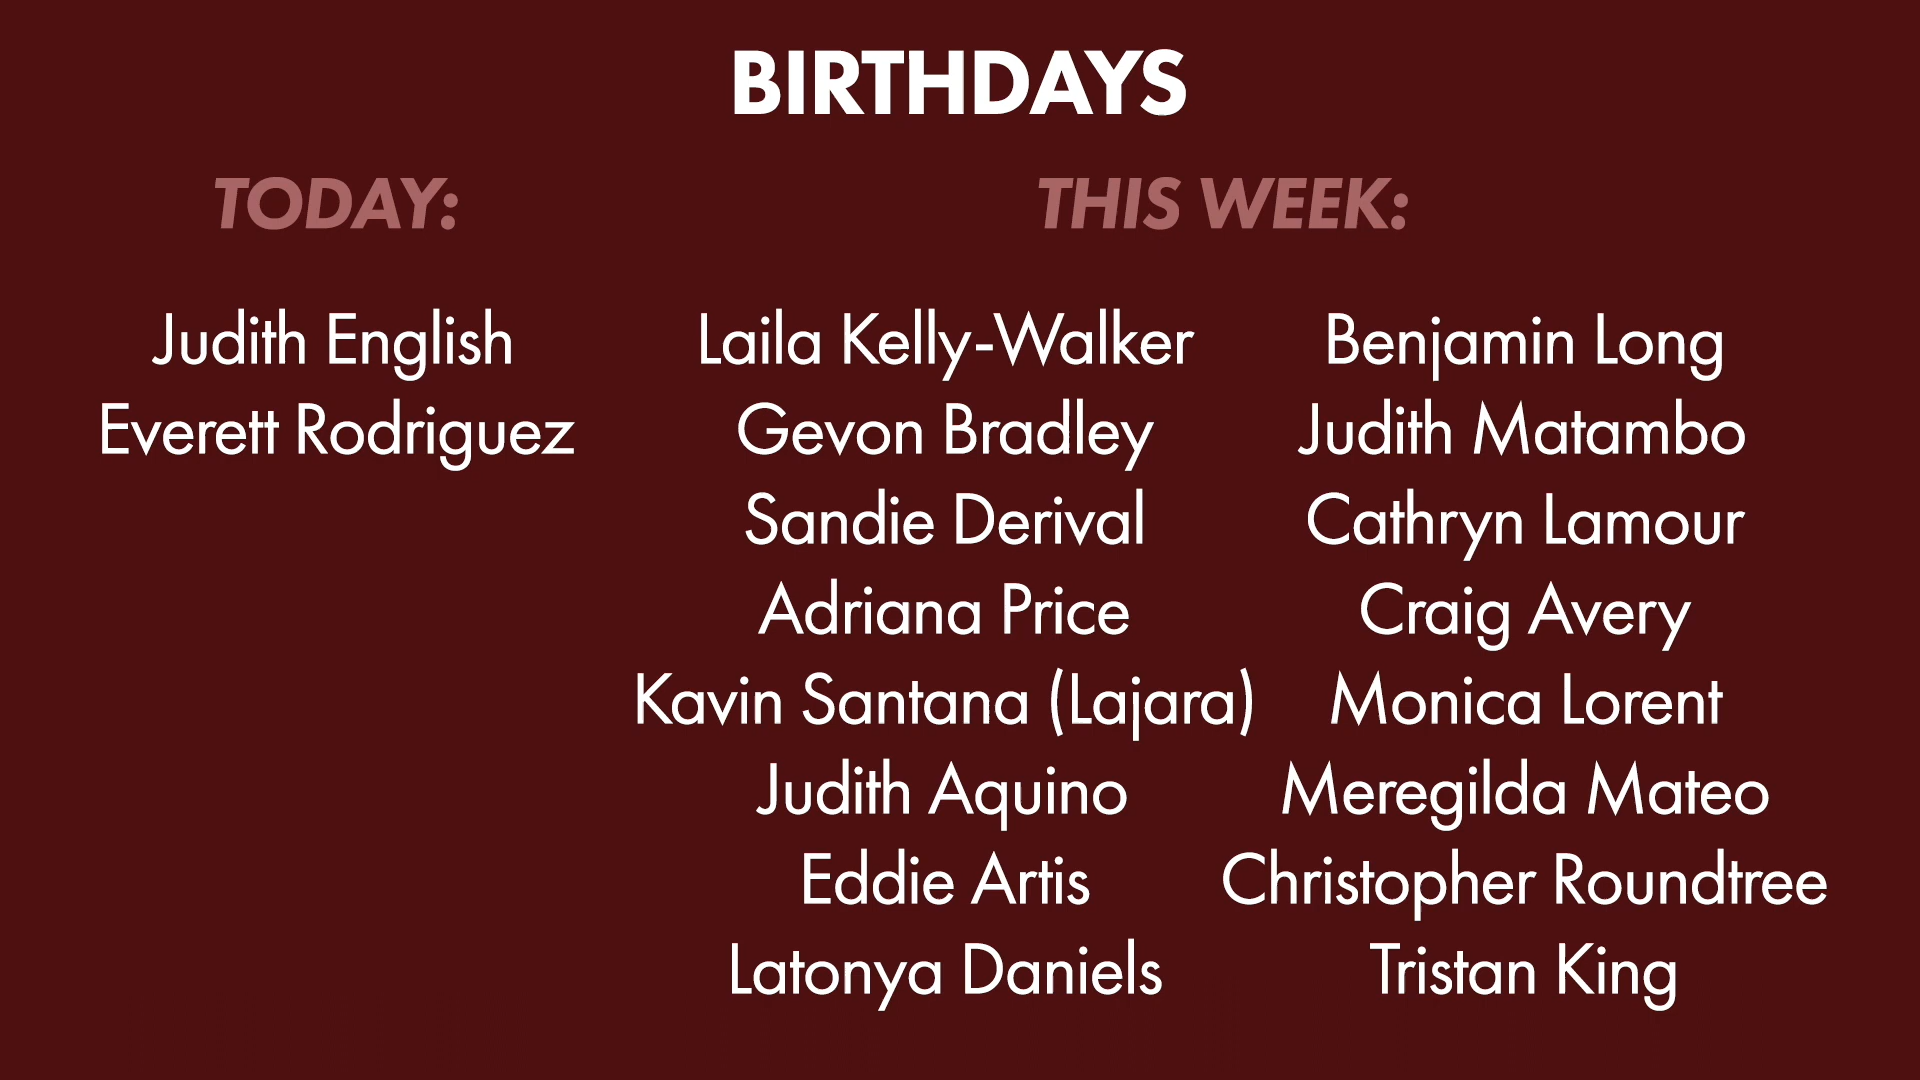 BIRTHDAYS
TODAY:
Judith English
Everett Rodriguez
THIS WEEK:
Laila Kelly-Walker
Gevon Bradley
Sandie Derival
Adriana Price
Kavin Santana (Lajara)
Judith Aquino
Eddie Artis
Latonya Daniels
Benjamin Long
Judith Matambo
Cathryn Lamour
Craig Avery
Monica Lorent
Meregilda Mateo
Christopher Roundtree
Tristan King